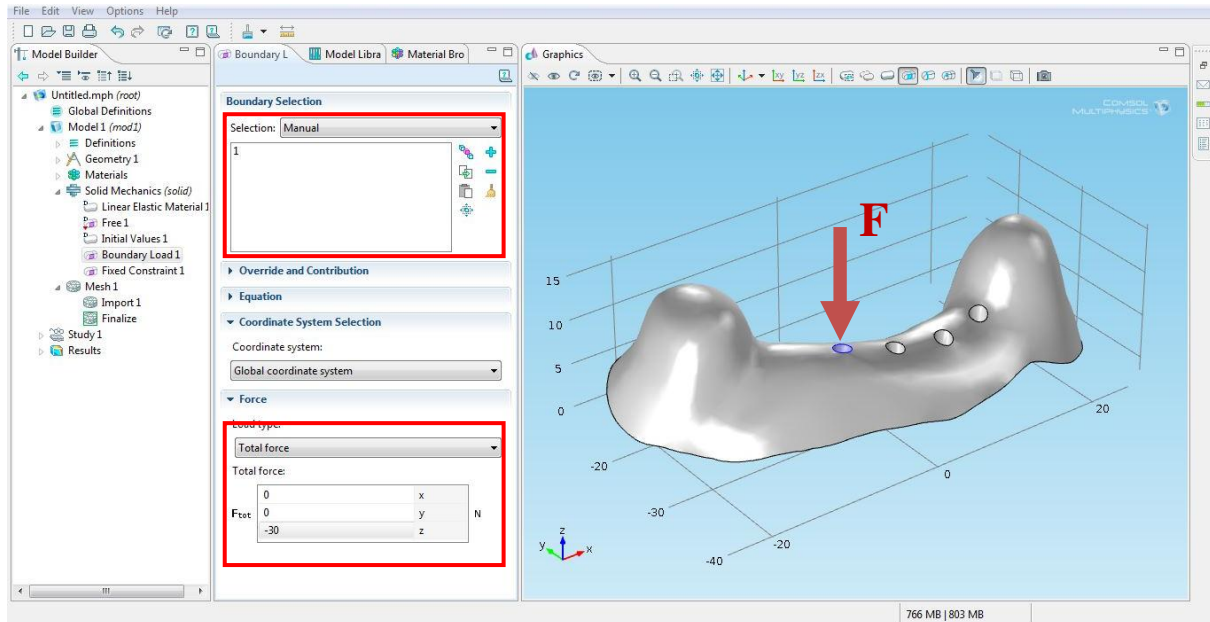 File Edit View Options Help
Model Builder
Untitled.mph (root)
Global Definitions
Model 1 (mod1)
Definitions
Geometry 1
Materials
Solid Mechanics (solid)
Linear Elastic Material 1
Free 1
Initial Values 1
Boundary Load 1
Fixed Constraint 1
Mesh 1
Import 1
Finalize
Study 1
Results
Boundary L Model Libra Material Bro
Boundary Selection
Selection: Manual
1
Override and Contribution
Equation
Coordinate System Selection
Coordinate system:
Global coordinate system
Force
Load type:
Total force
Total force:
0 x
Ftot 0 y N
-30 z
Graphics
xy yz zx
COMSOL
MULTIPHYSICS
F
15
10
5
0
-20
-30
-40
-20
0
20
z
y x
766 MB | 803 MB